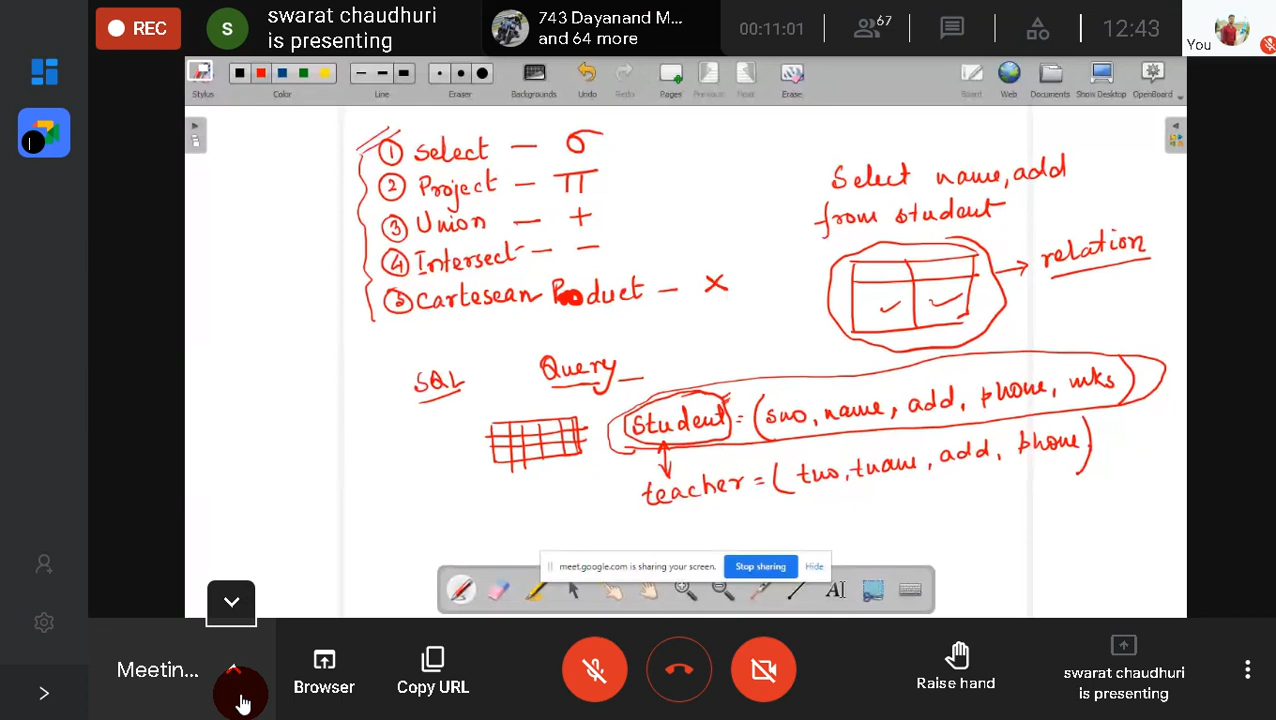 REC
S
swarat chaudhuri
is presenting
743 Dayanand M...
and 64 more
00:11:01
67
12:43
You
Stylus
Color
Line
Eraser
Backgrounds
Undo
Redo
Pages
Previous
Next
Erase
Board
Web
Documents
Show Desktop
OpenBoard
① Select — σ
② Project — π
③ Union — +
④ Intersect — −
⑤ Cartesean Product — ×
Select name, add
from student
→ relation
SQL
Query
Student = (sno, name, add, phone, mks)
teacher = (tno, tname, add, phone)
meet.google.com is sharing your screen.
Stop sharing
Hide
AI
Meetin...
Browser
Copy URL
Raise hand
swarat chaudhuri
is presenting